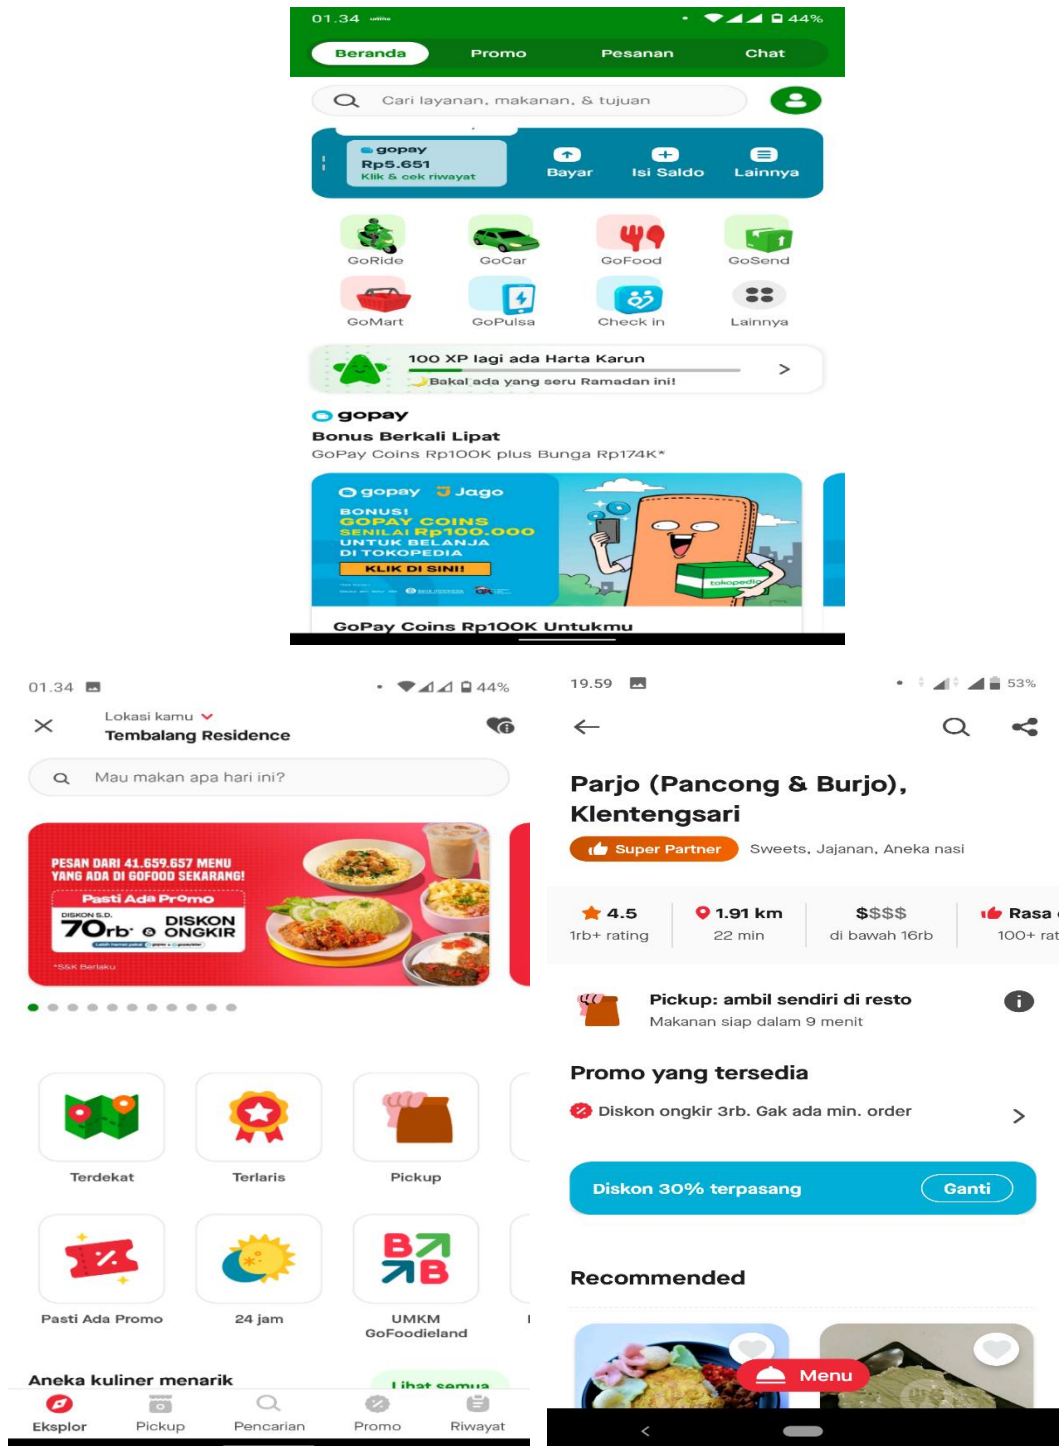 01.34
44%
Beranda
Promo
Pesanan
Chat
Cari layanan, makanan, & tujuan
gopay
Rp5.651
Klik & cek riwayat
Bayar
Isi Saldo
Lainnya
GoRide
GoCar
GoFood
GoSend
GoMart
GoPulsa
Check in
Lainnya
100 XP lagi ada Harta Karun
Bakal ada yang seru Ramadan ini!
gopay
Bonus Berkali Lipat
GoPay Coins Rp100K plus Bunga Rp174K*
gopay Jago
BONUS!
GOPAY COINS
SENILAI Rp100.000
UNTUK BELANJA
DI TOKOPEDIA
KLIK DI SINI!
tokopedia
GoPay Coins Rp100K Untukmu
01.34
44%
Lokasi kamu
Tembalang Residence
Mau makan apa hari ini?
PESAN DARI 41.659.657 MENU
YANG ADA DI GOFOOD SEKARANG!
Pasti Ada Promo
DISKON S.D.
70rb
DISKON
ONGKIR
*S&K Berlaku
Terdekat
Terlaris
Pickup
Pasti Ada Promo
24 jam
UMKM
GoFoodieland
Aneka kuliner menarik
Lihat semua
Eksplor
Pickup
Pencarian
Promo
Riwayat
19.59
53%
Parjo (Pancong & Burjo),
Klentengsari
Super Partner
Sweets, Jajanan, Aneka nasi
4.5
1rb+ rating
1.91 km
22 min
$$$$
di bawah 16rb
Rasa
100+ rat
Pickup: ambil sendiri di resto
Makanan siap dalam 9 menit
Promo yang tersedia
Diskon ongkir 3rb. Gak ada min. order
Diskon 30% terpasang
Ganti
Recommended
Menu